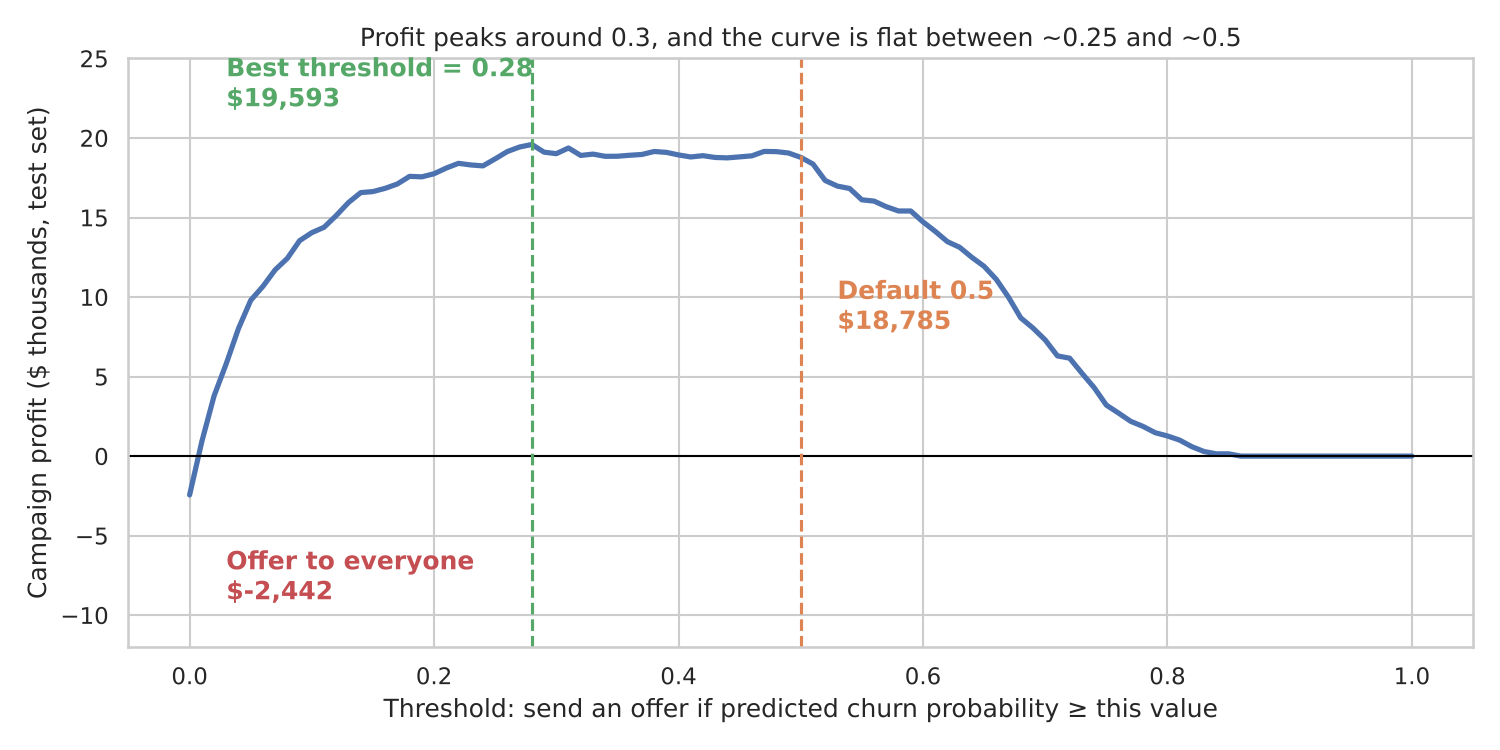 Profit peaks around 0.3, and the curve is flat between ~0.25 and ~0.5
Campaign profit ($ thousands, test set)
25
20
15
10
5
0
−5
−10
Best threshold = 0.28
$19,593
Default 0.5
$18,785
Offer to everyone
$-2,442
0.0
0.2
0.4
0.6
0.8
1.0
Threshold: send an offer if predicted churn probability ≥ this value